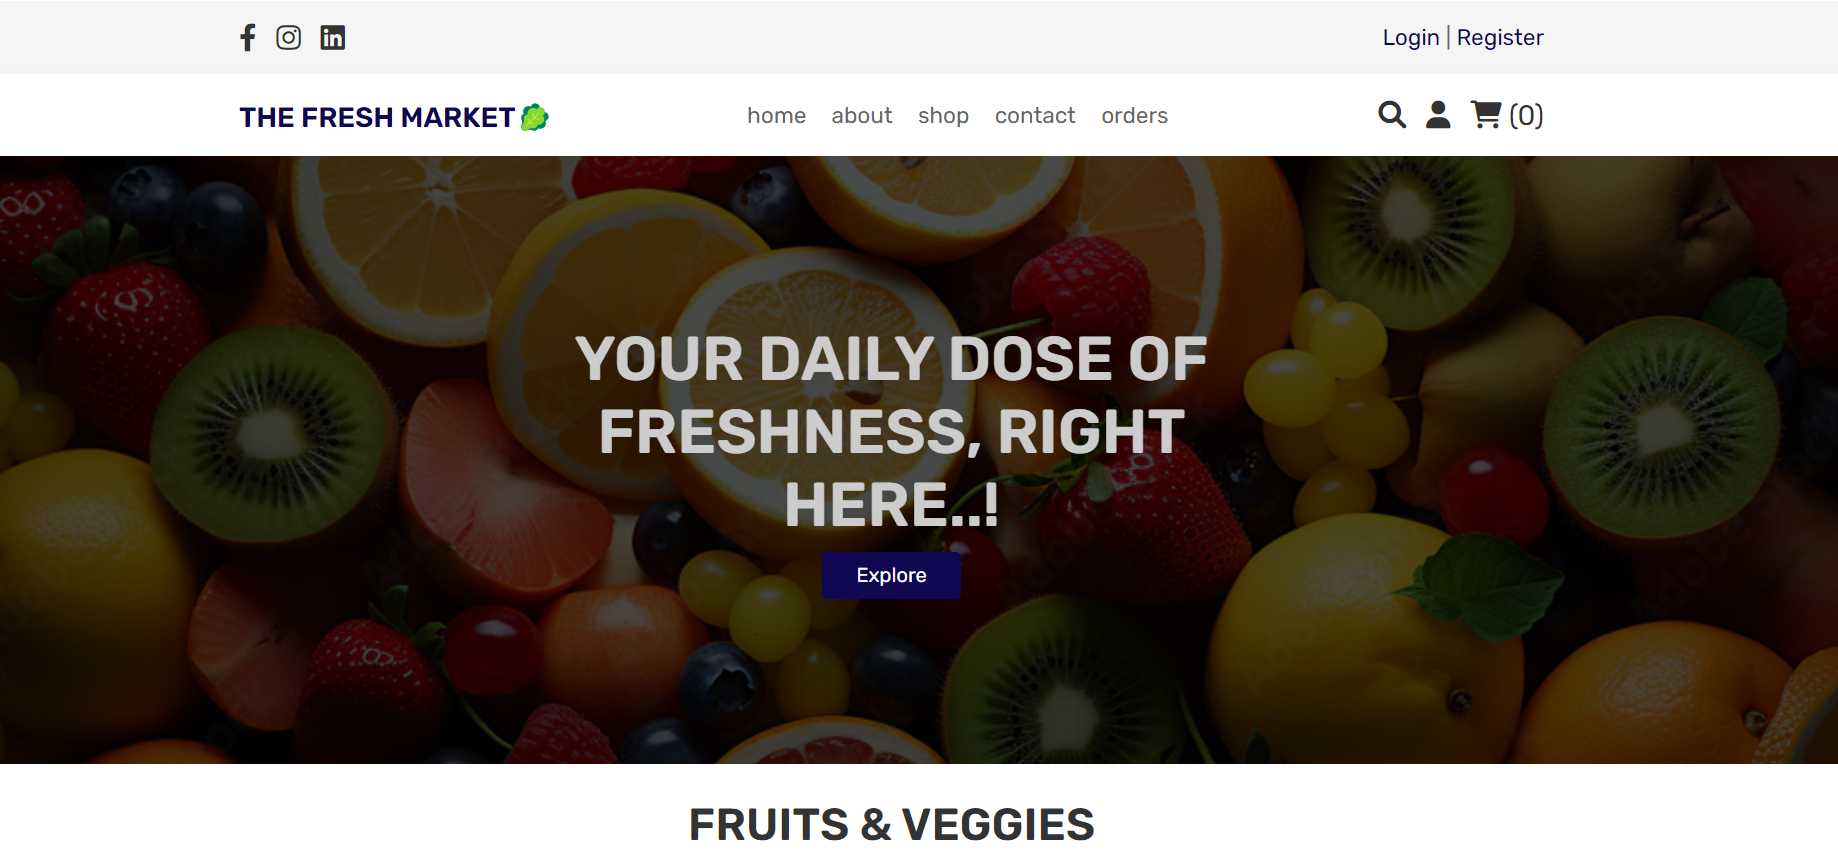 Login | Register
THE FRESH MARKET
home about shop contact orders
(0)
YOUR DAILY DOSE OF
FRESHNESS, RIGHT
HERE..!
Explore
FRUITS & VEGGIES